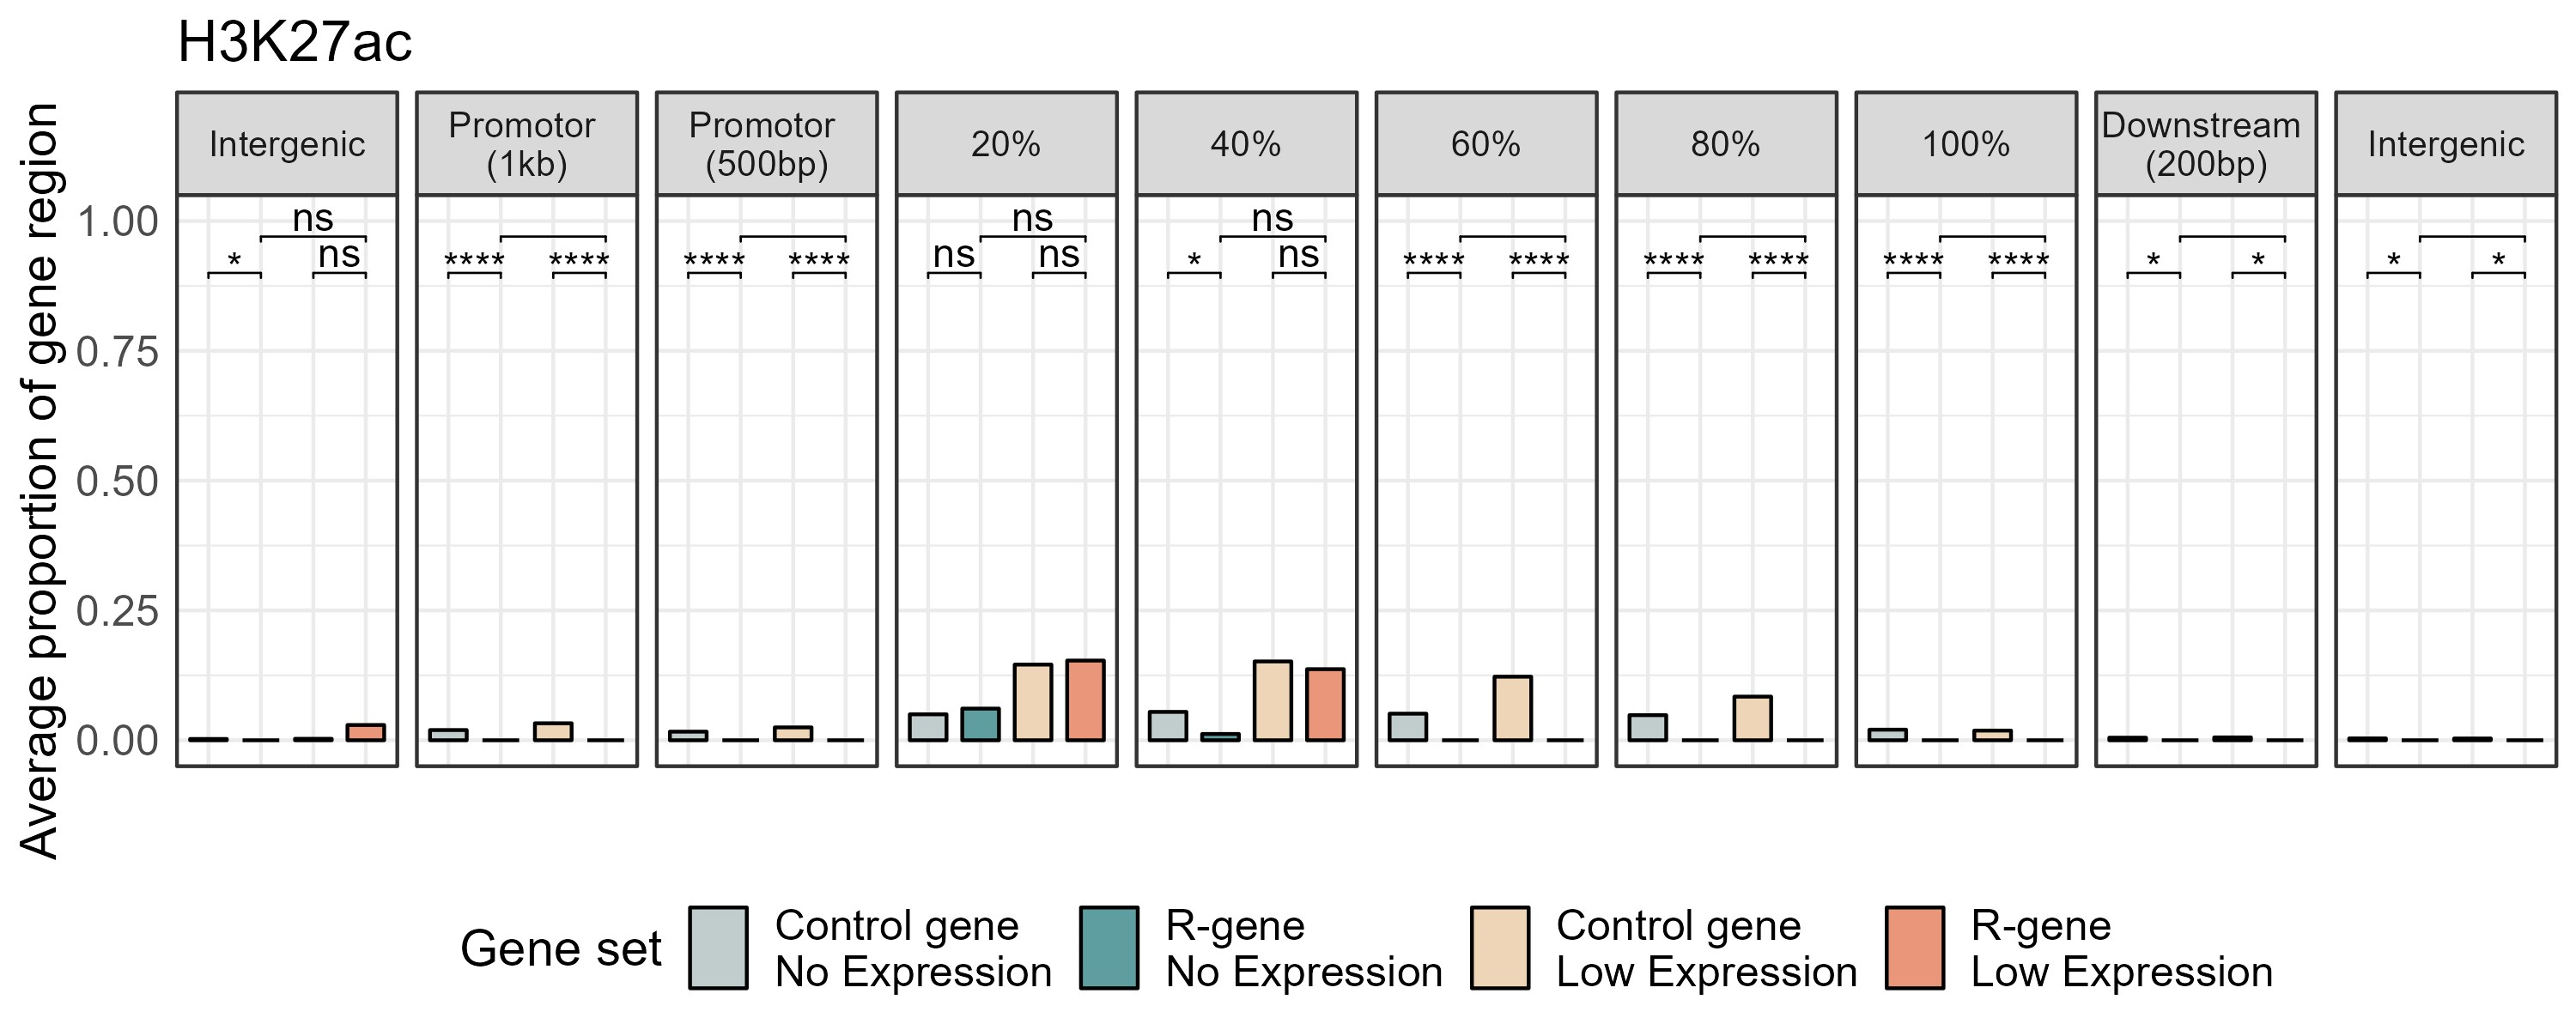 H3K27ac
Intergenic
Promotor
(1kb)
Promotor
(500bp)
20%
40%
60%
80%
100%
Downstream
(200bp)
Intergenic
Average proportion of gene region
1.00
0.75
0.50
0.25
0.00
ns
* ns
**** ****
**** ****
ns
ns ns
ns
* ns
**** ****
**** ****
**** ****
* *
* *
Gene set
Control gene
No Expression
R-gene
No Expression
Control gene
Low Expression
R-gene
Low Expression